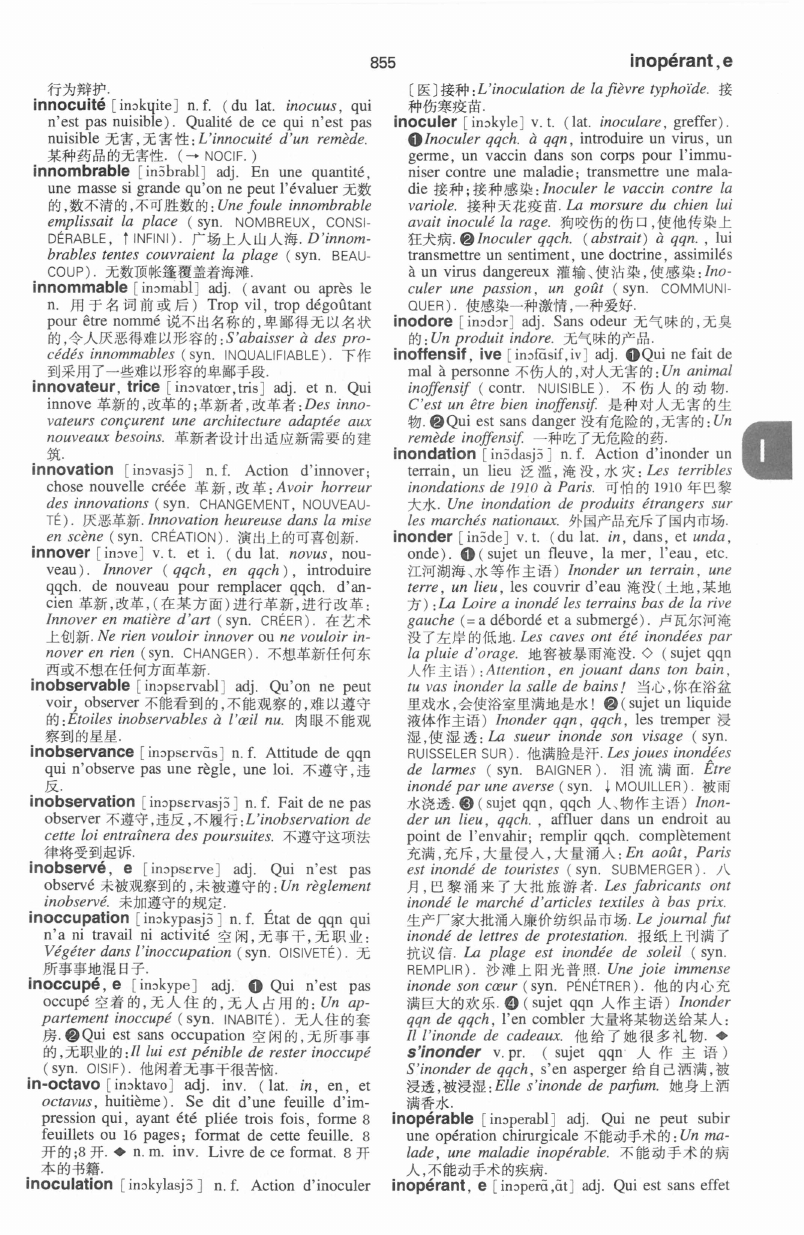 855
inopérant,e
行为辩护.
innocuité [inɔkɥite] n. f. (du lat. inocuus, qui
n'est pas nuisible). Qualité de ce qui n'est pas
nuisible 无害,无害性:L'innocuité d'un remède.
某种药品的无害性. (→ NOCIF.)
innombrable [inɔ̃brabl] adj. En une quantité,
une masse si grande qu'on ne peut l'évaluer 无数
的,数不清的,不可胜数的:Une foule innombrable
emplissait la place (syn. NOMBREUX, CONSI-
DÉRABLE, ↑ INFINI). 广场上人山人海. D'innom-
brables tentes couvraient la plage (syn. BEAU-
COUP). 无数顶帐篷覆盖着海滩.
innommable [inɔmabl] adj. (avant ou après le
n. 用于名词前或后) Trop vil, trop dégoûtant
pour être nommé 说不出名称的,卑鄙得无以名状
的,令人厌恶得难以形容的:S'abaisser à des pro-
cédés innommables (syn. INQUALIFIABLE). 下作
到采用了一些难以形容的卑鄙手段.
innovateur, trice [inɔvatœr,tris] adj. et n. Qui
innove 革新的,改革的;革新者,改革者:Des inno-
vateurs conçurent une architecture adaptée aux
nouveaux besoins. 革新者设计出适应新需要的建
筑.
innovation [inɔvasjɔ̃] n. f. Action d'innover;
chose nouvelle créée 革新,改革:Avoir horreur
des innovations (syn. CHANGEMENT, NOUVEAU-
TÉ). 厌恶革新. Innovation heureuse dans la mise
en scène (syn. CRÉATION). 演出上的可喜创新.
innover [inɔve] v. t. et i. (du lat. novus, nou-
veau). Innover (qqch, en qqch), introduire
qqch. de nouveau pour remplacer qqch. d'an-
cien 革新,改革,(在某方面)进行革新,进行改革:
Innover en matière d'art (syn. CRÉER). 在艺术
上创新. Ne rien vouloir innover ou ne vouloir in-
nover en rien (syn. CHANGER). 不想革新任何东
西或不想在任何方面革新.
inobservable [inɔpsɛrvabl] adj. Qu'on ne peut
voir, observer 不能看到的,不能观察的,难以遵守
的:Étoiles inobservables à l'œil nu. 肉眼不能观
察到的星星.
inobservance [inɔpsɛrvɑ̃s] n. f. Attitude de qqn
qui n'observe pas une règle, une loi. 不遵守,违
反.
inobservation [inɔpsɛrvasjɔ̃] n. f. Fait de ne pas
observer 不遵守,违反,不履行:L'inobservation de
cette loi entraînera des poursuites. 不遵守这项法
律将受到起诉.
inobservé, e [inɔpsɛrve] adj. Qui n'est pas
observé 未被观察到的,未被遵守的:Un règlement
inobservé. 未加遵守的规定.
inoccupation [inɔkypasjɔ̃] n. f. État de qqn qui
n'a ni travail ni activité 空闲,无事干,无职业:
Végéter dans l'inoccupation (syn. OISIVETÉ). 无
所事事地混日子.
inoccupé, e [inɔkype] adj. ❶ Qui n'est pas
occupé 空着的,无人住的,无人占用的: Un ap-
partement inoccupé (syn. INABITÉ). 无人住的套
房. ❷Qui est sans occupation 空闲的,无所事事
的,无职业的:Il lui est pénible de rester inoccupé
(syn. OISIF). 他闲着无事干很苦恼.
in-octavo [inɔktavo] adj. inv. (lat. in, en, et
octavus, huitième). Se dit d'une feuille d'im-
pression qui, ayant été pliée trois fois, forme 8
feuillets ou 16 pages; format de cette feuille. 8
开的;8 开. ◆ n. m. inv. Livre de ce format. 8 开
本的书籍.
inoculation [inɔkylasjɔ̃] n. f. Action d'inoculer
[医]接种:L'inoculation de la fièvre typhoïde. 接
种伤寒疫苗.
inoculer [inɔkyle] v. t. (lat. inoculare, greffer).
❶Inoculer qqch. à qqn, introduire un virus, un
germe, un vaccin dans son corps pour l'immu-
niser contre une maladie; transmettre une mala-
die 接种;接种感染:Inoculer le vaccin contre la
variole. 接种天花疫苗. La morsure du chien lui
avait inoculé la rage. 狗咬伤的伤口,使他传染上
狂犬病. ❷Inoculer qqch. (abstrait) à qqn. , lui
transmettre un sentiment, une doctrine, assimilés
à un virus dangereux 灌输、使沾染,使感染:Ino-
culer une passion, un goût (syn. COMMUNI-
QUER). 使感染一种激情,一种爱好.
inodore [inɔdɔr] adj. Sans odeur 无气味的,无臭
的:Un produit indore. 无气味的产品.
inoffensif, ive [inɔfɑ̃sif,iv] adj. ❶Qui ne fait de
mal à personne 不伤人的,对人无害的:Un animal
inoffensif (contr. NUISIBLE). 不伤人的动物.
C'est un être bien inoffensif. 是种对人无害的生
物. ❷Qui est sans danger 没有危险的,无害的:Un
remède inoffensif. 一种吃了无危险的药.
inondation [inɔ̃dasjɔ̃] n. f. Action d'inonder un
terrain, un lieu 泛滥,淹没,水灾: Les terribles
inondations de 1910 à Paris. 可怕的 1910 年巴黎
大水. Une inondation de produits étrangers sur
les marchés nationaux. 外国产品充斥了国内市场.
inonder [inɔ̃de] v. t. (du lat. in, dans, et unda,
onde). ❶(sujet un fleuve, la mer, l'eau, etc.
江河湖海、水等作主语) Inonder un terrain, une
terre, un lieu, les couvrir d'eau 淹没(土地,某地
方):La Loire a inondé les terrains bas de la rive
gauche (= a débordé et a submergé). 卢瓦尔河淹
没了左岸的低地. Les caves ont été inondées par
la pluie d'orage. 地窖被暴雨淹没. ◇ (sujet qqn
人作主语):Attention, en jouant dans ton bain,
tu vas inonder la salle de bains! 当心,你在浴盆
里戏水,会使浴室里满地是水! ❷(sujet un liquide
液体作主语) Inonder qqn, qqch, les tremper 浸
湿,使湿透: La sueur inonde son visage (syn.
RUISSELER SUR). 他满脸是汗. Les joues inondées
de larmes (syn. BAIGNER). 泪流满面. Être
inondé par une averse (syn. ↓ MOUILLER). 被雨
水浇透. ❸(sujet qqn, qqch 人、物作主语) Inon-
der un lieu, qqch. , affluer dans un endroit au
point de l'envahir; remplir qqch. complètement
充满,充斥,大量侵入,大量涌入:En août, Paris
est inondé de touristes (syn. SUBMERGER). 八
月,巴黎涌来了大批旅游者. Les fabricants ont
inondé le marché d'articles textiles à bas prix.
生产厂家大批涌入廉价纺织品市场. Le journal fut
inondé de lettres de protestation. 报纸上刊满了
抗议信. La plage est inondée de soleil (syn.
REMPLIR). 沙滩上阳光普照. Une joie immense
inonde son cœur (syn. PÉNÉTRER). 他的内心充
满巨大的欢乐. ❹(sujet qqn 人作主语) Inonder
qqn de qqch, l'en combler 大量将某物送给某人:
Il l'inonde de cadeaux. 他给了她很多礼物. ◆
s'inonder v. pr. (sujet qqn 人作主语)
S'inonder de qqch, s'en asperger 给自己洒满,被
浸透,被浸湿:Elle s'inonde de parfum. 她身上洒
满香水.
inopérable [inɔperabl] adj. Qui ne peut subir
une opération chirurgicale 不能动手术的:Un ma-
lade, une maladie inopérable. 不能动手术的病
人,不能动手术的疾病.
inopérant, e [inɔperɑ̃,ɑ̃t] adj. Qui est sans effet
I